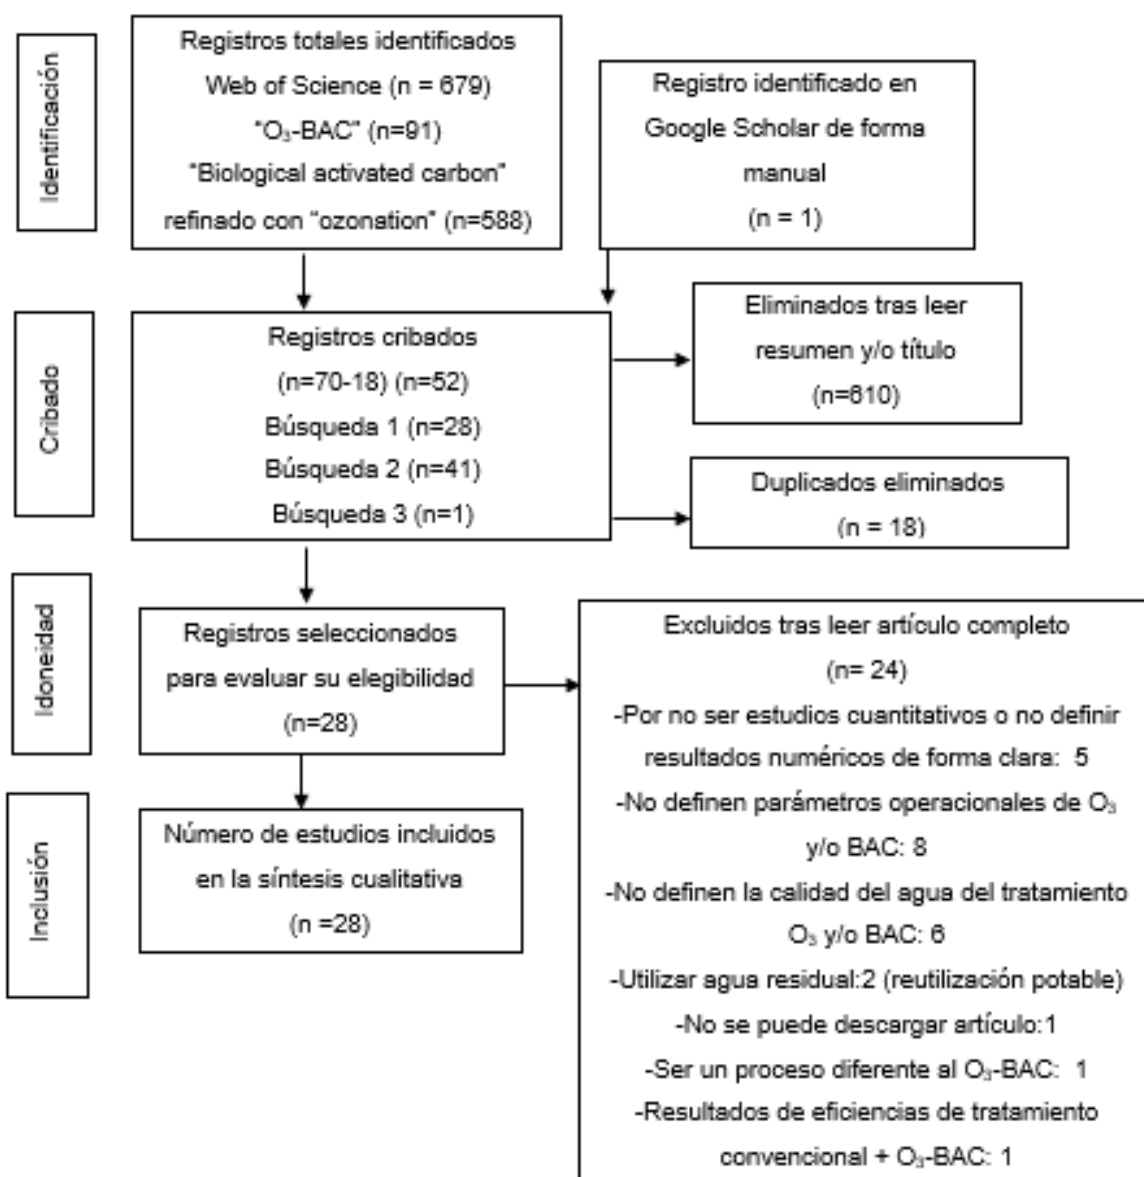 Identificación
Registros totales identificados
Web of Science (n = 679)
“O₃-BAC” (n=91)
“Biological activated carbon”
refinado con “ozonation” (n=588)
Registro identificado en
Google Scholar de forma
manual
(n = 1)
Cribado
Registros cribados
(n=70-18) (n=52)
Búsqueda 1 (n=28)
Búsqueda 2 (n=41)
Búsqueda 3 (n=1)
Eliminados tras leer
resumen y/o título
(n=610)
Duplicados eliminados
(n = 18)
Idoneidad
Registros seleccionados
para evaluar su elegibilidad
(n=28)
Excluidos tras leer artículo completo
(n= 24)
-Por no ser estudios cuantitativos o no definir
resultados numéricos de forma clara: 5
-No definen parámetros operacionales de O₃
y/o BAC: 8
-No definen la calidad del agua del tratamiento
O₃ y/o BAC: 6
-Utilizar agua residual:2 (reutilización potable)
-No se puede descargar artículo:1
-Ser un proceso diferente al O₃-BAC: 1
-Resultados de eficiencias de tratamiento
convencional + O₃-BAC: 1
Inclusión
Número de estudios incluidos
en la síntesis cualitativa
(n =28)